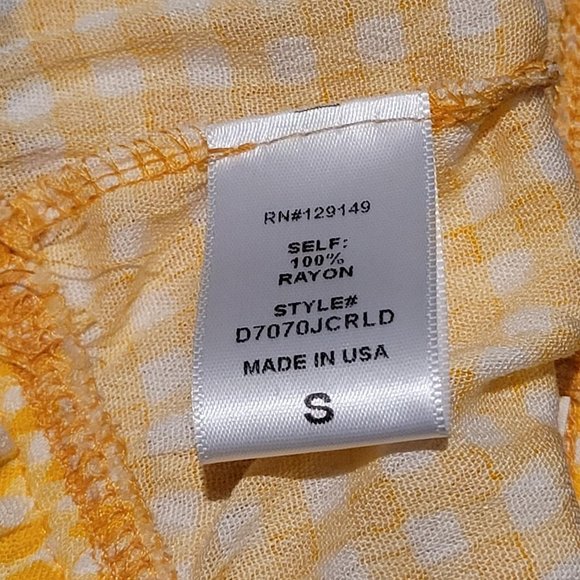 RN#129149
SELF:
100%
RAYON
STYLE#
D7070JCRLD
MADE IN USA
S